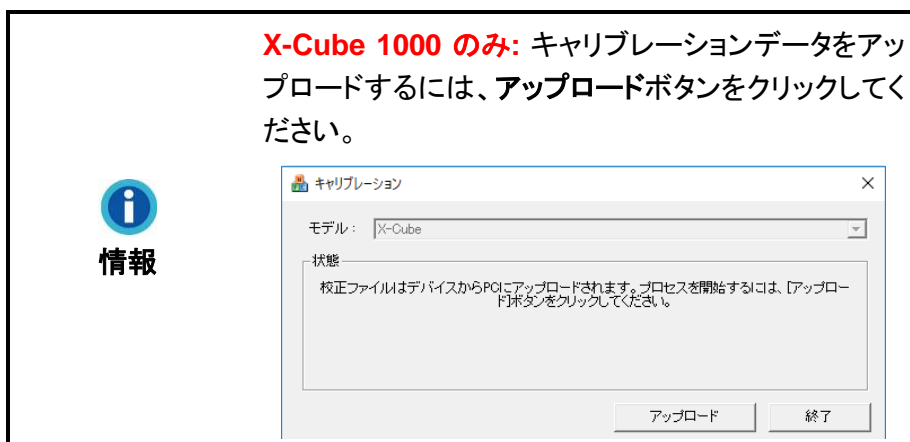 X-Cube 1000 のみ: キャリブレーションデータをアッ
プロードするには、アップロードボタンをクリックしてく
ださい。
情報
キャリブレーション
モデル:
X-Cube
状態
校正ファイルはデバイスからPCにアップロードされます。プロセスを開始するには、[アップロー
ド]ボタンをクリックしてください。
アップロード
終了